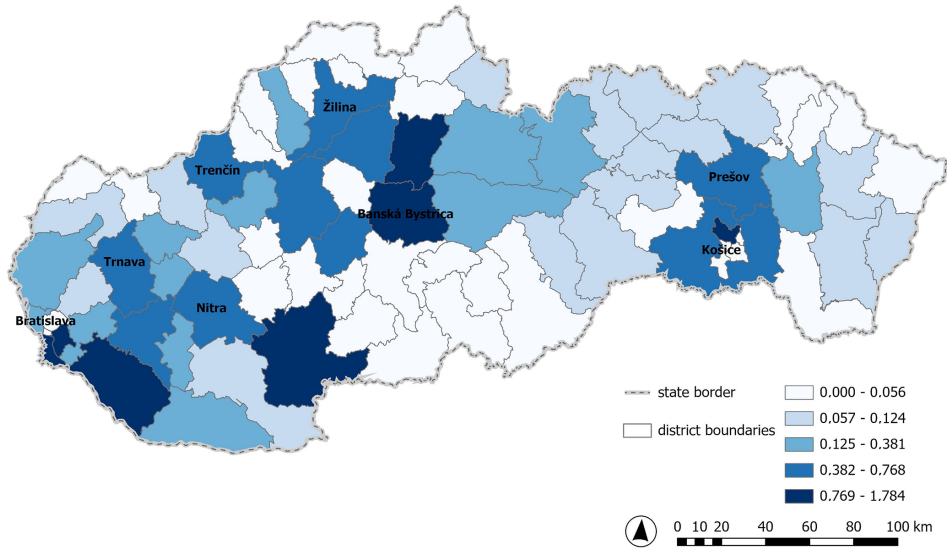 Žilina
Trenčín
Prešov
Banská Bystrica
Košice
Trnava
Nitra
Bratislava
state border
district boundaries
0,000 - 0,056
0,057 - 0,124
0,125 - 0,381
0,382 - 0,768
0,769 - 1,784
0 10 20 40 60 80 100 km